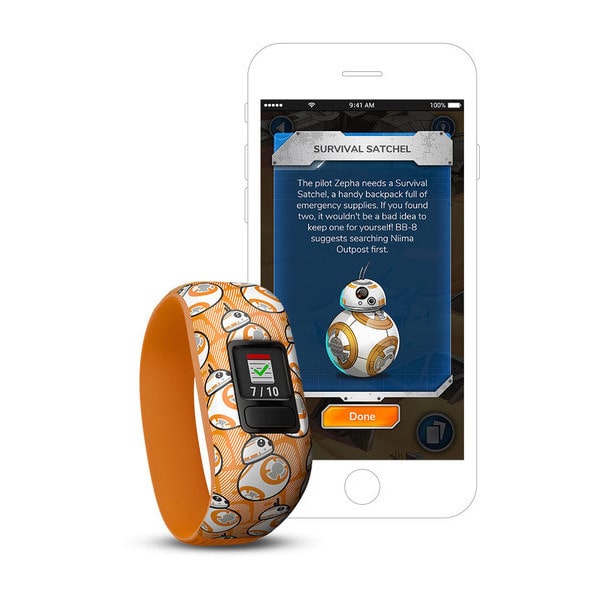 9:41 AM 100%
SURVIVAL SATCHEL
The pilot Zepha needs a Survival
Satchel, a handy backpack full of
emergency supplies. If you found
two, it wouldn't be a bad idea to
keep one for yourself! BB-8
suggests searching Niima
Outpost first.
Done
7 / 10